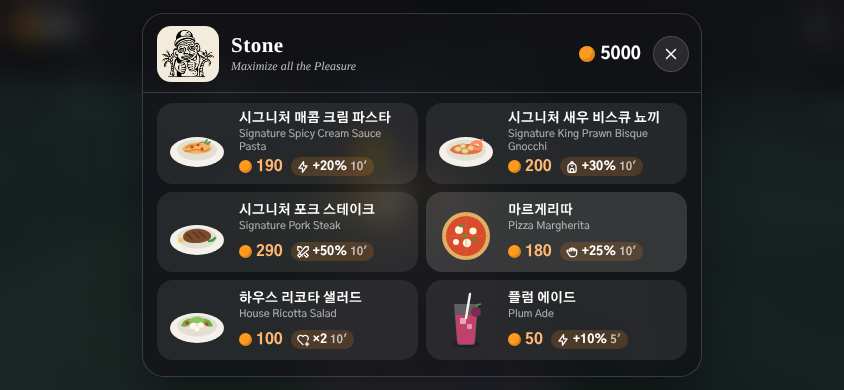 Stone
Maximize all the Pleasure
5000
시그니처 매콤 크림 파스타
Signature Spicy Cream Sauce
Pasta
190 +20% 10′
시그니처 새우 비스큐 뇨끼
Signature King Prawn Bisque
Gnocchi
200 +30% 10′
시그니처 포크 스테이크
Signature Pork Steak
290 +50% 10′
마르게리따
Pizza Margherita
180 +25% 10′
하우스 리코타 샐러드
House Ricotta Salad
100 ×2 10′
플럼 에이드
Plum Ade
50 +10% 5′